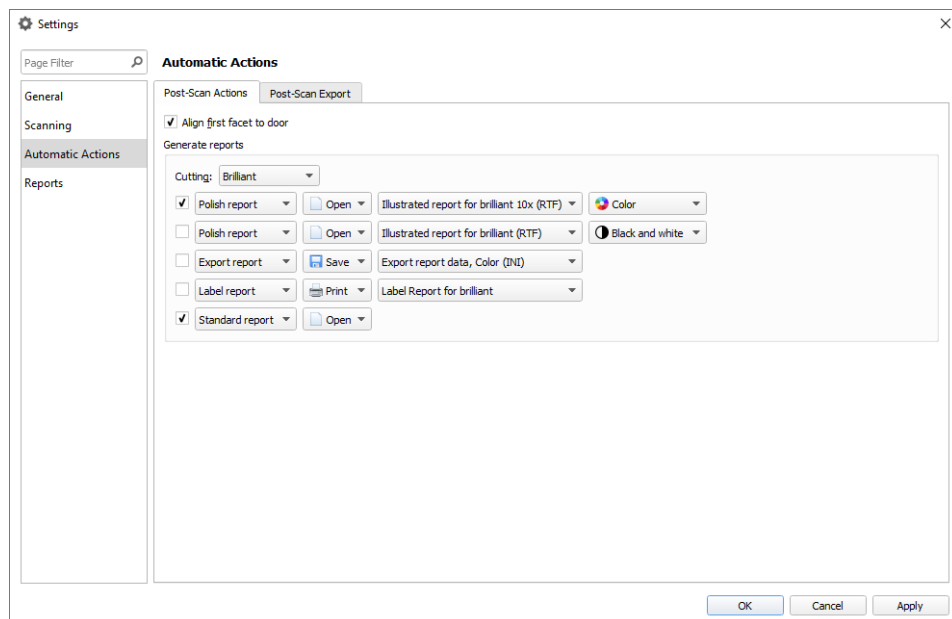 Settings
Page Filter
General
Scanning
Automatic Actions
Reports
Automatic Actions
Post-Scan Actions Post-Scan Export
Align first facet to door
Generate reports
Cutting: Brilliant
Polish report Open Illustrated report for brilliant 10x (RTF) Color
Polish report Open Illustrated report for brilliant (RTF) Black and white
Export report Save Export report data, Color (INI)
Label report Print Label Report for brilliant
Standard report Open
OK Cancel Apply